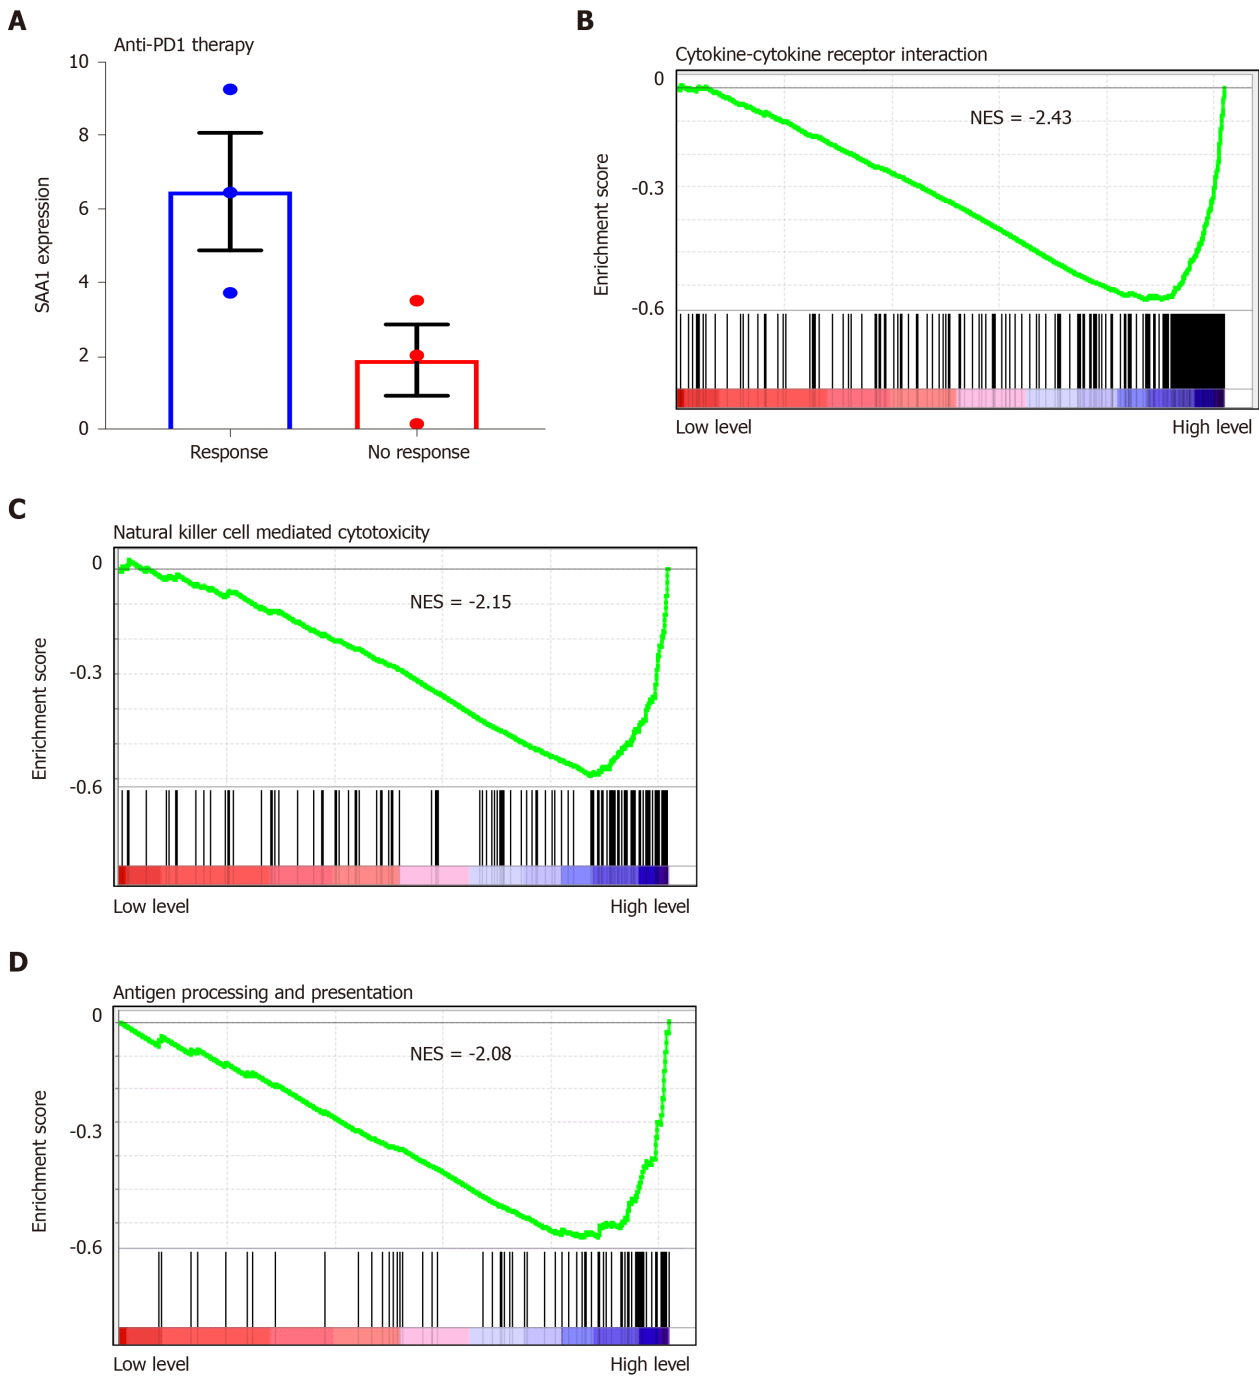 A
Anti-PD1 therapy
10
8
6
4
2
0
SAA1 expression
Response
No response
B
Cytokine-cytokine receptor interaction
0
-0.3
-0.6
Enrichment score
NES = -2.43
Low level
High level
C
Natural killer cell mediated cytotoxicity
0
-0.3
-0.6
Enrichment score
NES = -2.15
Low level
High level
D
Antigen processing and presentation
0
-0.3
-0.6
Enrichment score
NES = -2.08
Low level
High level